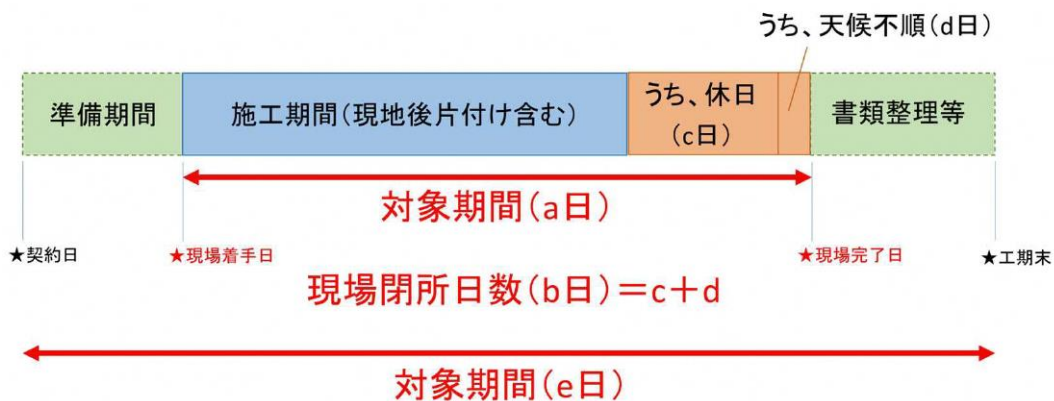 うち、天候不順(d日)
準備期間
施工期間(現地後片付け含む)
うち、休日
(c日)
書類整理等
対象期間(a日)
★契約日
★現場着手日
★現場完了日
★工期末
現場閉所日数(b日)=c+d
対象期間(e日)